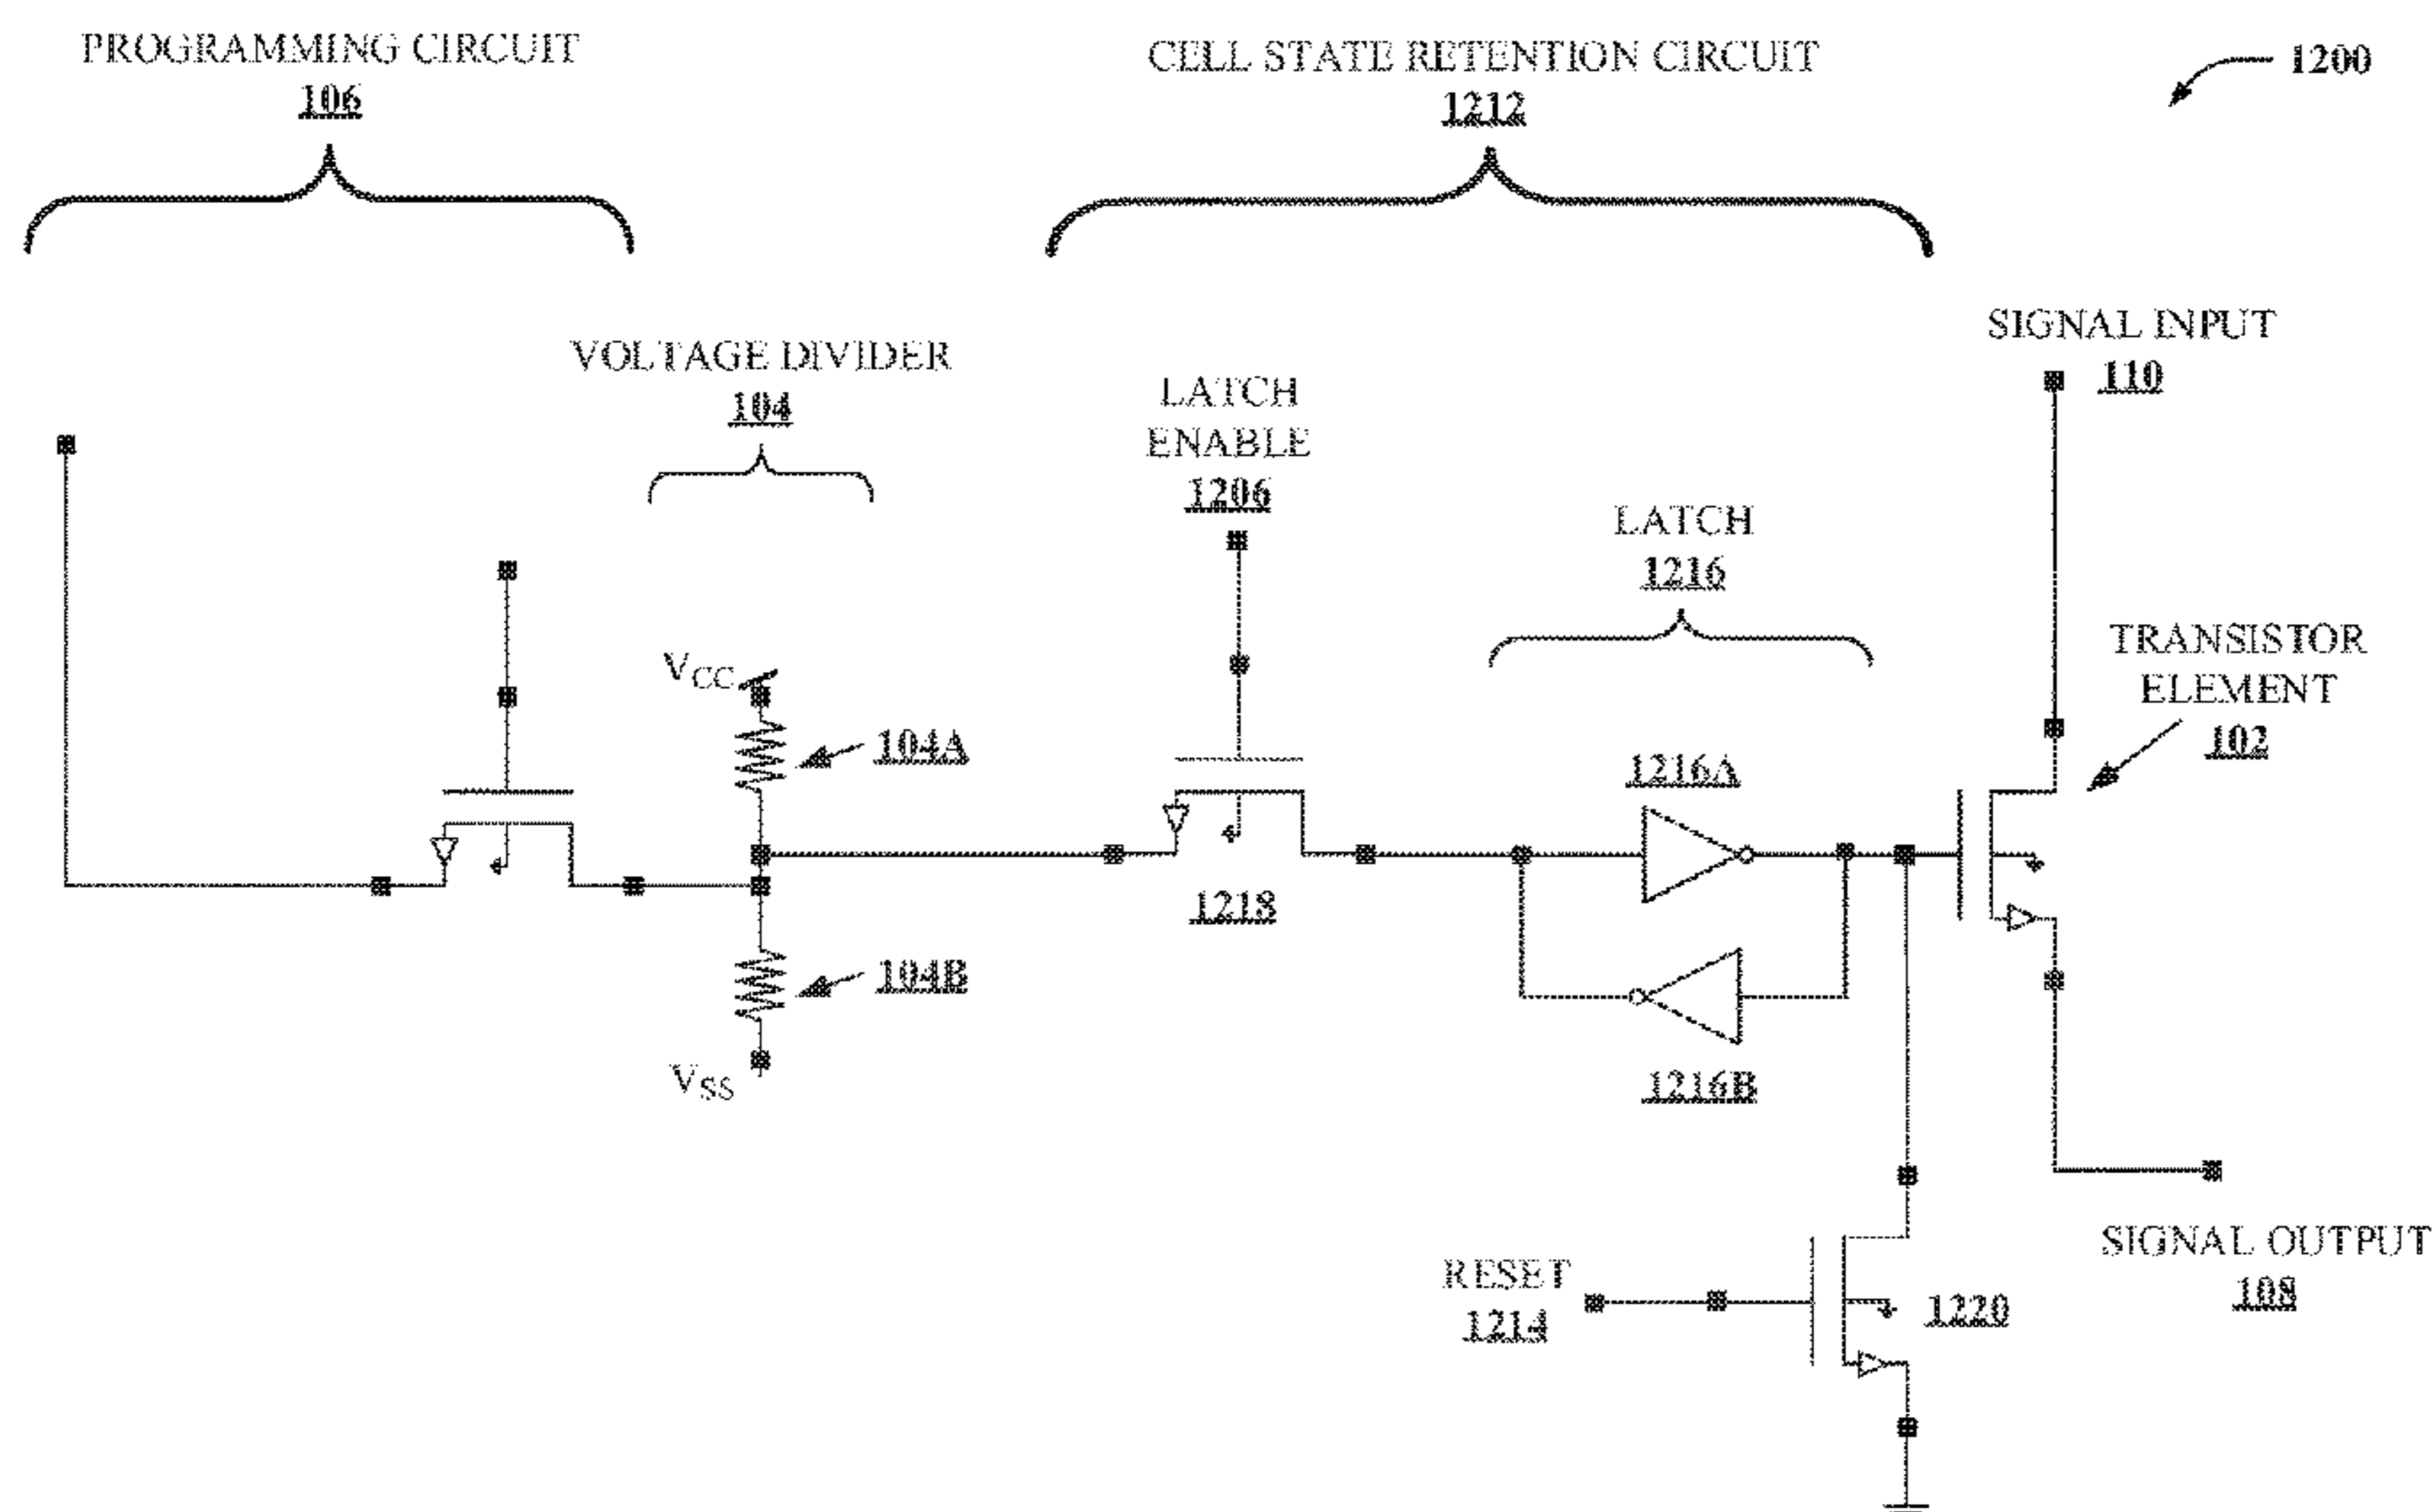 PROGRAMMING CIRCUIT
106
CELL STATE RETENTION CIRCUIT
1212
1200
VOLTAGE DIVIDER
104
LATCH
ENABLE
1206
SIGNAL INPUT
110
LATCH
1216
TRANSISTOR
ELEMENT
102
VCC
104A
1216A
1218
104B
VSS
1216B
RESET
1214
1220
SIGNAL OUTPUT
108